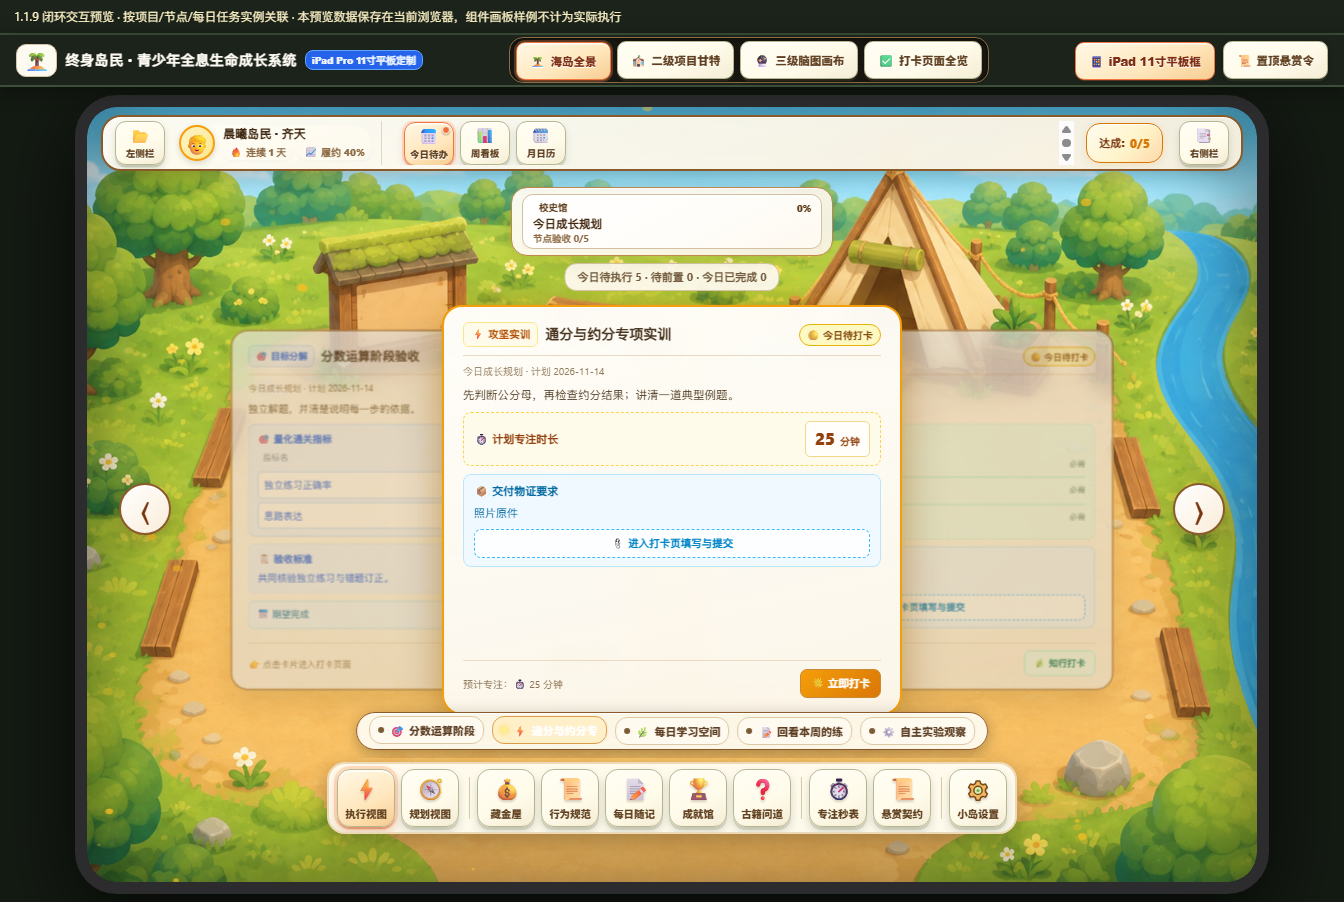 1.1.9 闭环交互预览 · 按项目/节点/每日任务实例关联 · 本预览数据保存在当前浏览器，组件画板样例不计为实际执行
终身岛民 · 青少年全息生命成长系统
iPad Pro 11寸平板定制
海岛全景
二级项目甘特
三级脑图画布
打卡页面全览
iPad 11寸平板框
置顶悬赏令
左侧栏
晨曦岛民 · 齐天
连续 1 天
履约 40%
今日待办
周看板
月日历
达成: 0/5
右侧栏
校史馆
0%
今日成长规划
节点验收 0/5
今日待执行 5 · 待前置 0 · 今日已完成 0
目标分解
分数运算阶段验收
今日成长规划 · 计划 2026-11-14
独立解题，并清楚说明每一步的依据。
量化通关指标
指标名
独立练习正确率
思路表达
验收标准
共同核验独立练习与错题订正。
期望完成
点击卡片进入打卡页面
攻坚实训
通分与约分专项实训
今日待打卡
今日成长规划 · 计划 2026-11-14
先判断公分母，再检查约分结果；讲清一道典型例题。
计划专注时长
25 分钟
交付物证要求
照片原件
进入打卡页填写与提交
预计专注：
25 分钟
立即打卡
今日待打卡
必需
必需
必需
卡页填写与提交
知行打卡
分数运算阶段
通分与约分专
每日学习空间
回看本周的练
自主实验观察
执行视图
规划视图
藏金屋
行为规范
每日随记
成就馆
古籍问道
专注秒表
悬赏契约
小岛设置